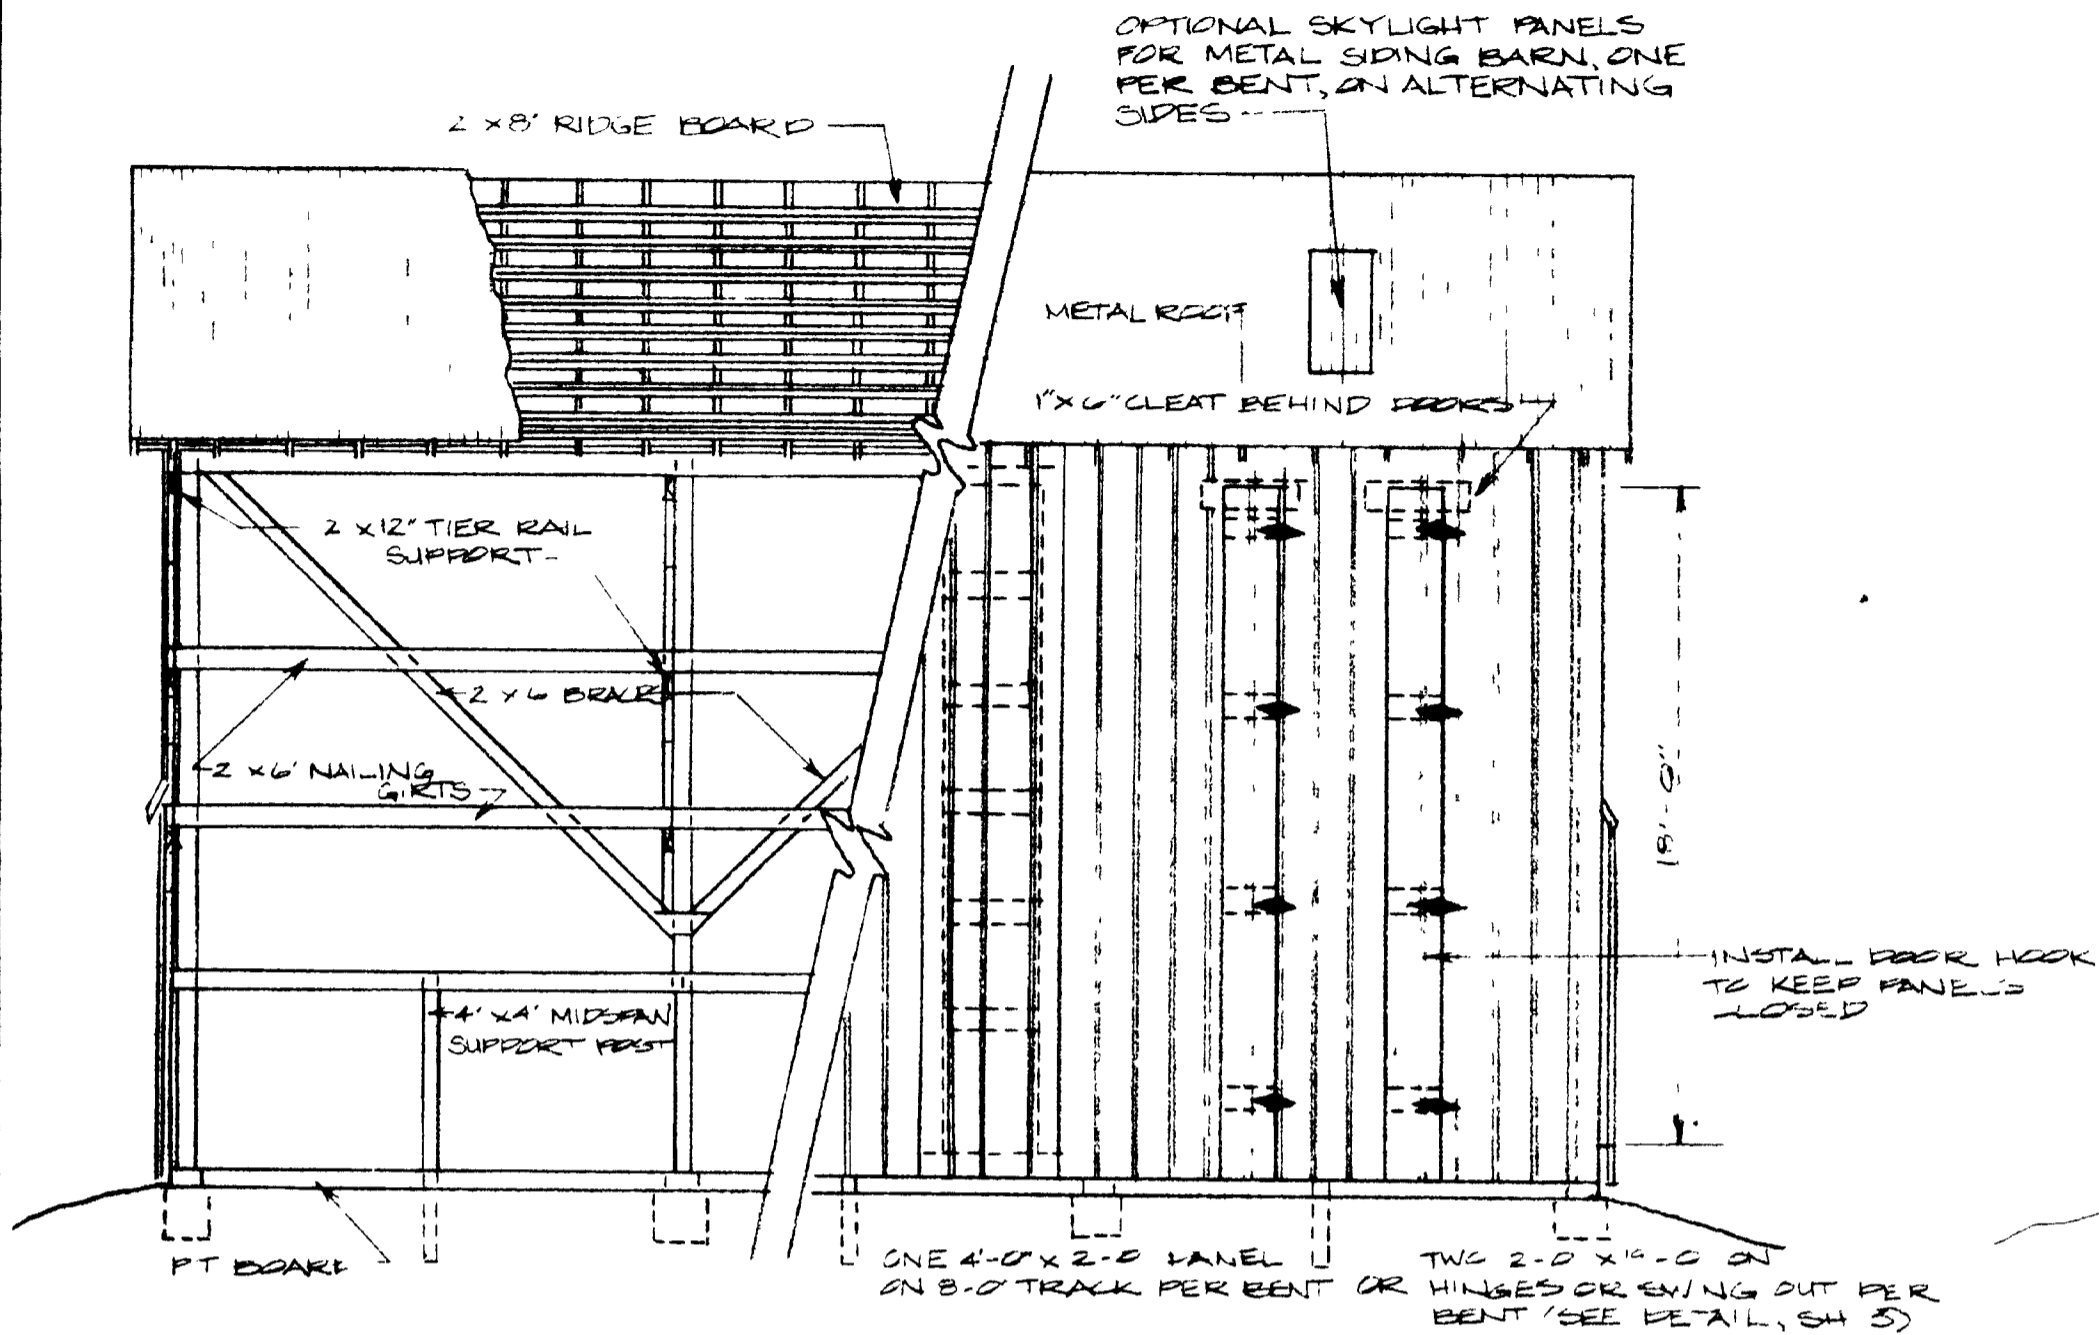 OPTIONAL SKYLIGHT PANELS
FOR METAL SIDING BARN, ONE
PER BENT, ON ALTERNATING
SIDES
2 x 8" RIDGE BOARD
METAL ROOF
1" x 6" CLEAT BEHIND DOORS
2 x 12" TIER RAIL
SUPPORT
2 x 6 BRACES
2 x 6" NAILING
GIRTS
18'-0"
INSTALL DOOR HOOK
TO KEEP PANELS
CLOSED
4" x 4" MIDSPAN
SUPPORT POST
PT BOARD
ONE 4'-0" x 2-0 PANEL
ON 8-0" TRACK PER BENT OR
TWO 2-0 x -0 ON
HINGES OR SWING OUT PER
BENT (SEE DETAIL, SH 5)